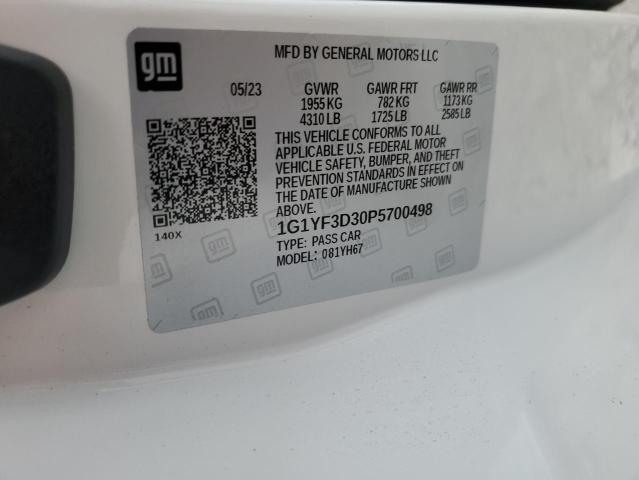 gm
MFD BY GENERAL MOTORS LLC
05/23 GVWR GAWR FRT GAWR RR
1955 KG 782 KG 1173 KG
4310 LB 1725 LB 2585 LB
THIS VEHICLE CONFORMS TO ALL
APPLICABLE U.S. FEDERAL MOTOR
VEHICLE SAFETY, BUMPER, AND THEFT
PREVENTION STANDARDS IN EFFECT ON
THE DATE OF MANUFACTURE SHOWN
ABOVE.
1G1YF3D30P5700498
140X TYPE: PASS CAR
MODEL: 081YH67